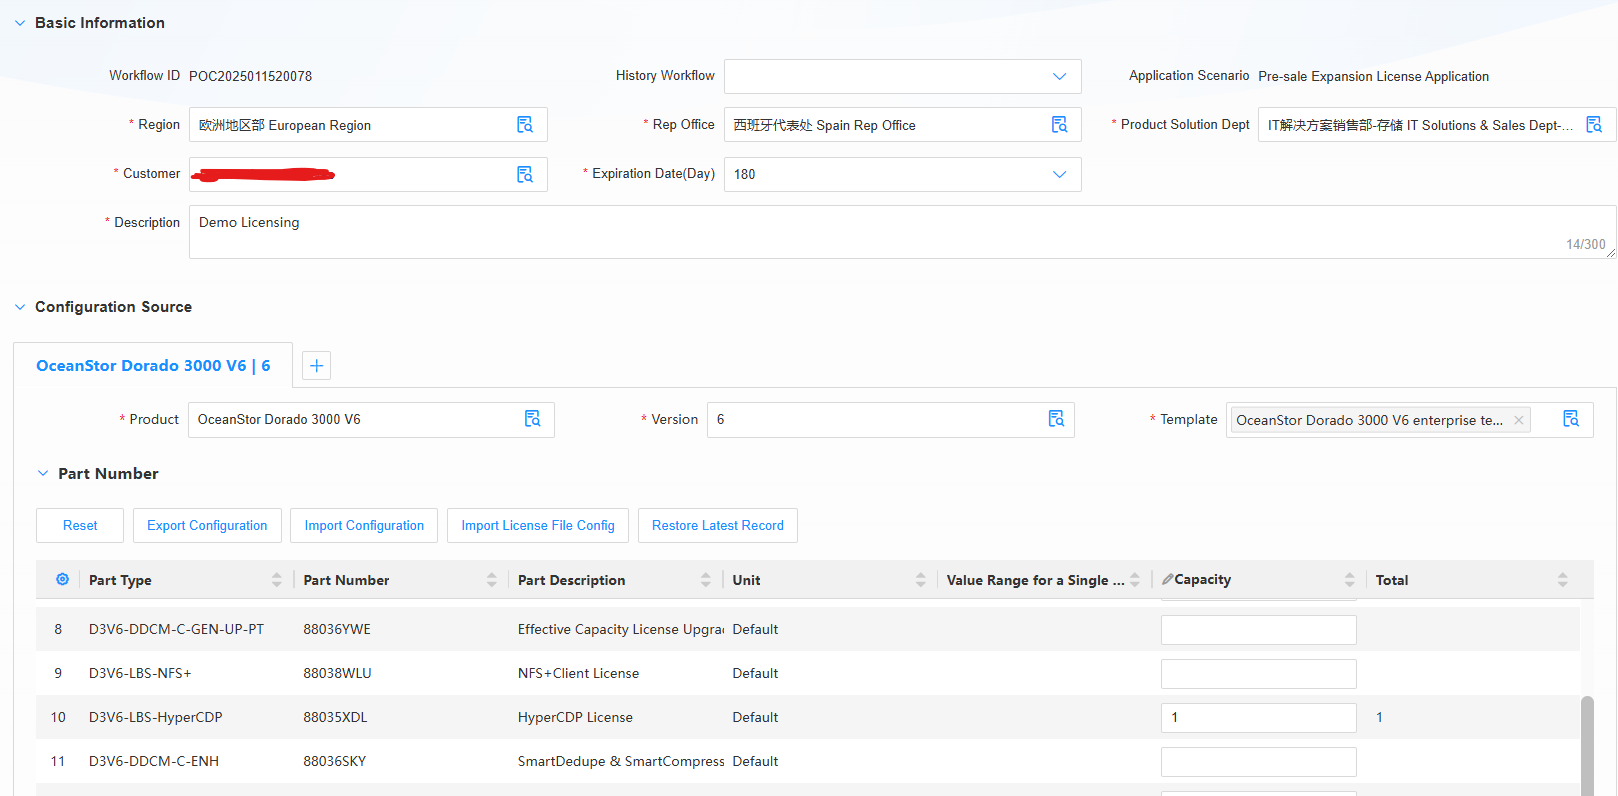 Basic Information
Workflow ID POC2025011520078 History Workflow Application Scenario Pre-sale Expansion License Application
* Region 欧洲地区部 European Region * Rep Office 西班牙代表处 Spain Rep Office * Product Solution Dept IT解决方案销售部-存储 IT Solutions & Sales Dept-...
* Customer * Expiration Date(Day) 180
* Description Demo Licensing
14/300
Configuration Source
OceanStor Dorado 3000 V6 | 6
* Product OceanStor Dorado 3000 V6 * Version 6 * Template OceanStor Dorado 3000 V6 enterprise te...
Part Number
Reset Export Configuration Import Configuration Import License File Config Restore Latest Record
Part Type Part Number Part Description Unit Value Range for a Single ... Capacity Total
8 D3V6-DDCM-C-GEN-UP-PT 88036YWE Effective Capacity License Upgra Default
9 D3V6-LBS-NFS+ 88038WLU NFS+Client License Default
10 D3V6-LBS-HyperCDP 88035XDL HyperCDP License Default 1 1
11 D3V6-DDCM-C-ENH 88036SKY SmartDedupe & SmartCompress Default